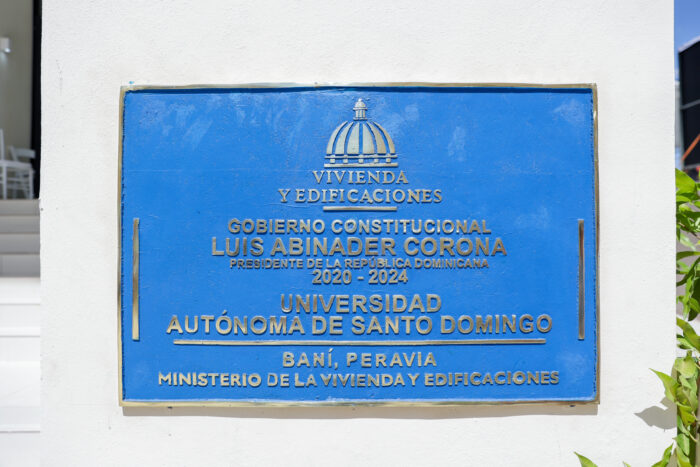 VIVIENDA
Y EDIFICACIONES
GOBIERNO CONSTITUCIONAL
LUIS ABINADER CORONA
PRESIDENTE DE LA REPÚBLICA DOMINICANA
2020 - 2024
UNIVERSIDAD
AUTÓNOMA DE SANTO DOMINGO
BANÍ, PERAVIA
MINISTERIO DE LA VIVIENDA Y EDIFICACIONES